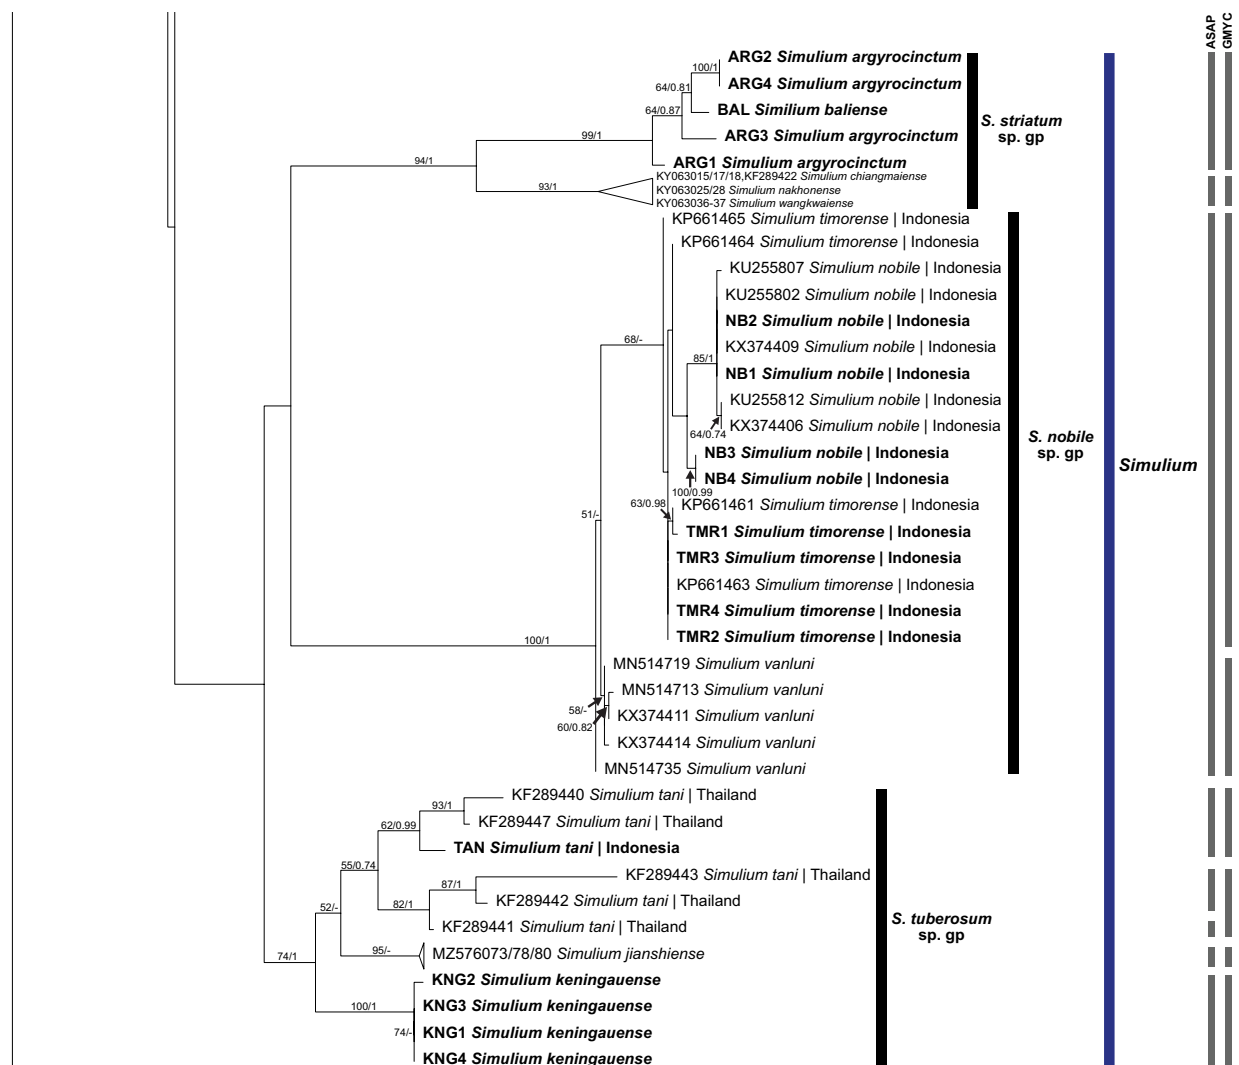 ASAP
GMYC
ARG2 Simulium argyrocinctum
100/1
ARG4 Simulium argyrocinctum
64/0.81
BAL Similium baliense
64/0.87
S. striatum
sp. gp
99/1
ARG3 Simulium argyrocinctum
94/1
ARG1 Simulium argyrocinctum
KY063015/17/18,KF289422 Simulium chiangmaiense
93/1
KY063025/28 Simulium nakhonense
KY063036-37 Simulium wangkwaiense
KP661465 Simulium timorense | Indonesia
KP661464 Simulium timorense | Indonesia
KU255807 Simulium nobile | Indonesia
KU255802 Simulium nobile | Indonesia
NB2 Simulium nobile | Indonesia
68/-
KX374409 Simulium nobile | Indonesia
85/1
NB1 Simulium nobile | Indonesia
KU255812 Simulium nobile | Indonesia
KX374406 Simulium nobile | Indonesia
64/0.74
S. nobile
sp. gp
NB3 Simulium nobile | Indonesia
Simulium
NB4 Simulium nobile | Indonesia
100/0.99
63/0.98
KP661461 Simulium timorense | Indonesia
51/-
TMR1 Simulium timorense | Indonesia
TMR3 Simulium timorense | Indonesia
KP661463 Simulium timorense | Indonesia
TMR4 Simulium timorense | Indonesia
TMR2 Simulium timorense | Indonesia
100/1
MN514719 Simulium vanluni
MN514713 Simulium vanluni
58/-
KX374411 Simulium vanluni
60/0.82
KX374414 Simulium vanluni
MN514735 Simulium vanluni
KF289440 Simulium tani | Thailand
93/1
KF289447 Simulium tani | Thailand
62/0.99
TAN Simulium tani | Indonesia
55/0.74
KF289443 Simulium tani | Thailand
87/1
KF289442 Simulium tani | Thailand
82/1
52/-
KF289441 Simulium tani | Thailand
S. tuberosum
sp. gp
95/-
MZ576073/78/80 Simulium jianshiense
74/1
KNG2 Simulium keningauense
100/1
KNG3 Simulium keningauense
74/-
KNG1 Simulium keningauense
KNG4 Simulium keningauense